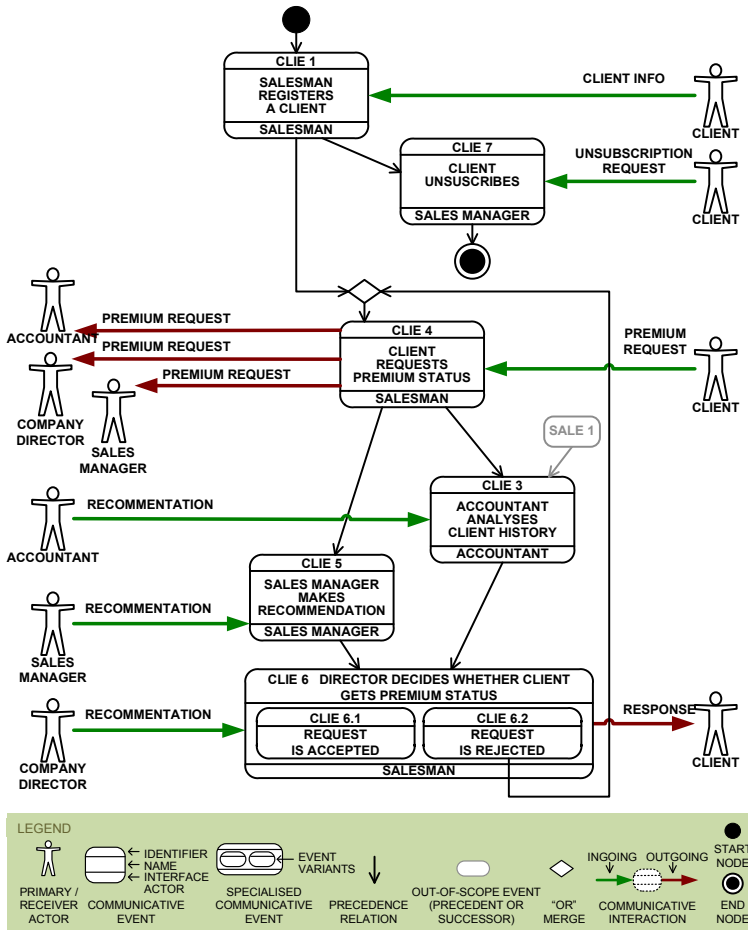 CLIE 1
SALESMAN
REGISTERS
A CLIENT
SALESMAN
CLIENT INFO
CLIENT
CLIE 7
CLIENT
UNSUSCRIBES
SALES MANAGER
UNSUBSCRIPTION
REQUEST
CLIENT
ACCOUNTANT
PREMIUM REQUEST
PREMIUM REQUEST
PREMIUM REQUEST
COMPANY
DIRECTOR
SALES
MANAGER
CLIE 4
CLIENT
REQUESTS
PREMIUM STATUS
SALESMAN
PREMIUM
REQUEST
CLIENT
SALE 1
CLIE 3
ACCOUNTANT
ANALYSES
CLIENT HISTORY
ACCOUNTANT
RECOMMENTATION
ACCOUNTANT
CLIE 5
SALES MANAGER
MAKES
RECOMMENDATION
SALES MANAGER
RECOMMENTATION
SALES
MANAGER
CLIE 6 DIRECTOR DECIDES WHETHER CLIENT
GETS PREMIUM STATUS
CLIE 6.1
REQUEST
IS ACCEPTED
CLIE 6.2
REQUEST
IS REJECTED
SALESMAN
RECOMMENTATION
COMPANY
DIRECTOR
RESPONSE
CLIENT
LEGEND
PRIMARY /
RECEIVER
ACTOR
IDENTIFIER
NAME
INTERFACE
ACTOR
COMMUNICATIVE
EVENT
EVENT
VARIANTS
SPECIALISED
COMMUNICATIVE
EVENT
PRECEDENCE
RELATION
OUT-OF-SCOPE EVENT
(PRECEDENT OR
SUCCESSOR)
"OR"
MERGE
INGOING
OUTGOING
COMMUNICATIVE
INTERACTION
START
NODE
END
NODE